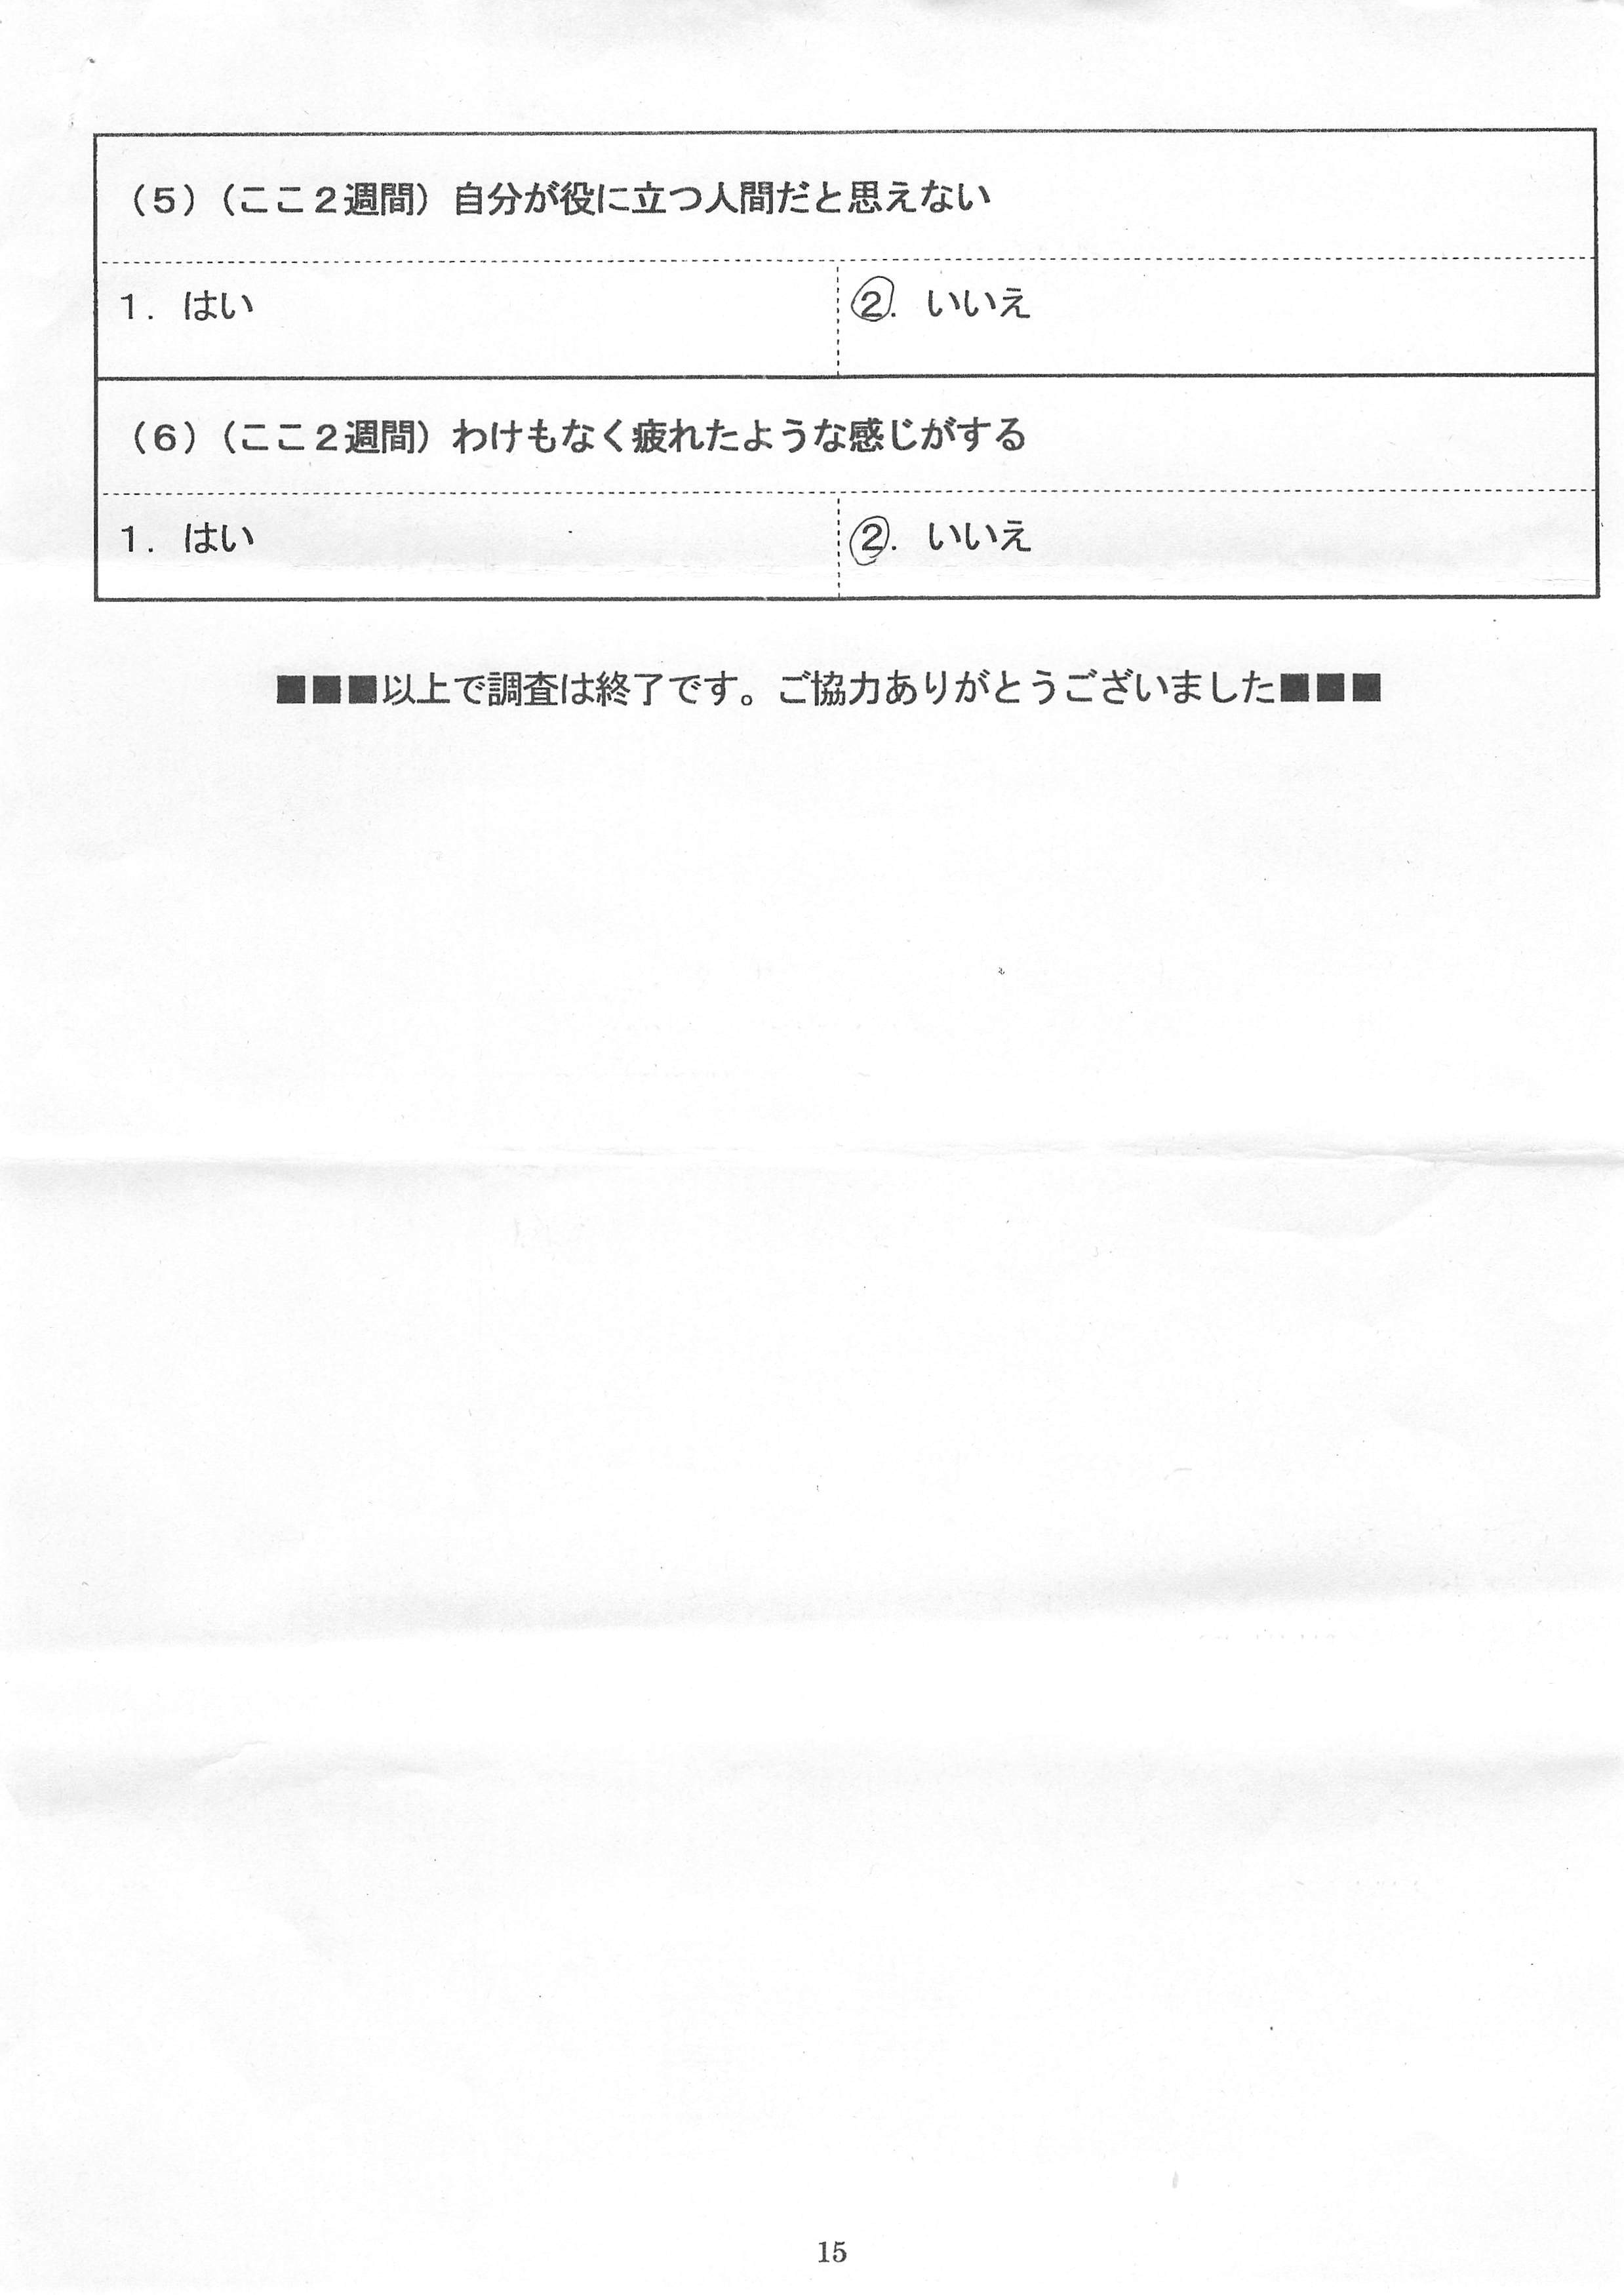 （5）（ここ２週間）自分が役に立つ人間だと思えない
1．はい
2．いいえ
（6）（ここ２週間）わけもなく疲れたような感じがする
1．はい
2．いいえ
■■■以上で調査は終了です。ご協力ありがとうございました■■■
15